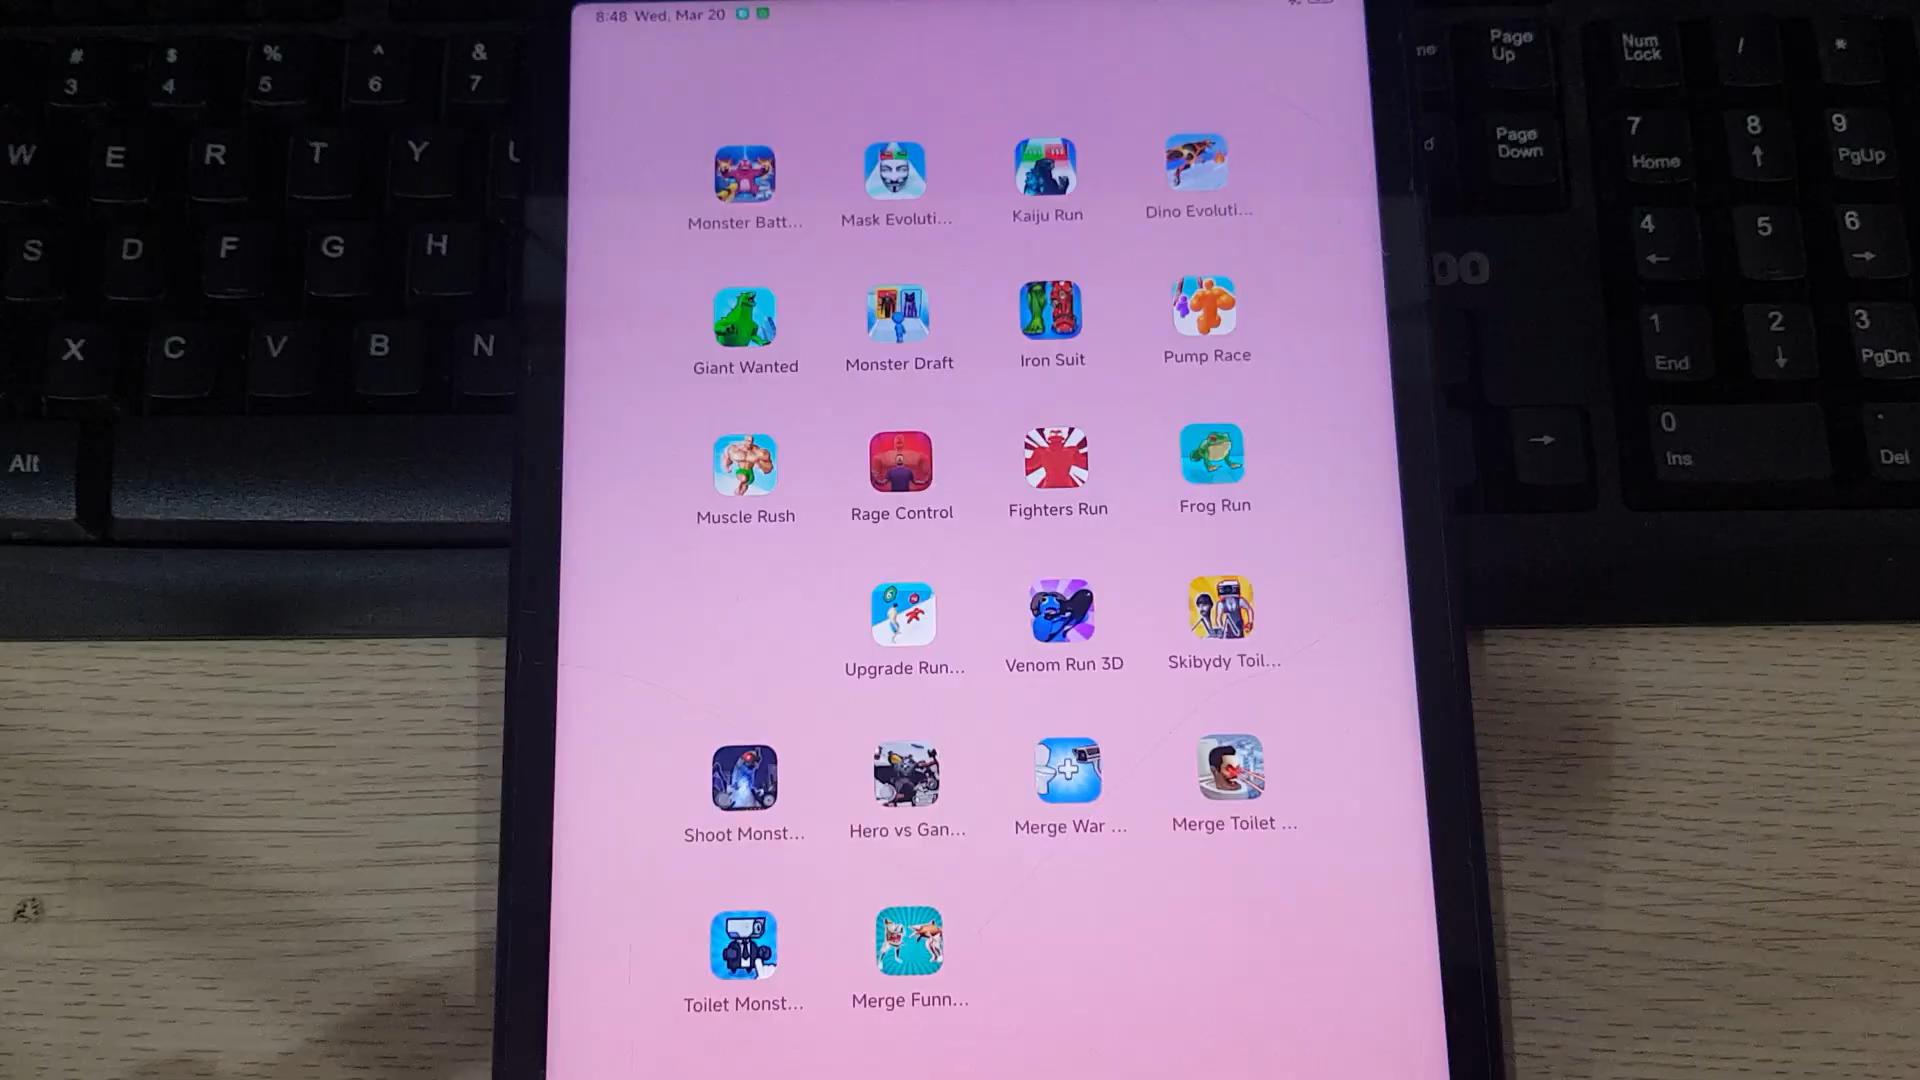 8:48 Wed, Mar 20
Monster Batt...
Mask Evoluti...
Kaiju Run
Dino Evoluti...
Giant Wanted
Monster Draft
Iron Suit
Pump Race
Muscle Rush
Rage Control
Fighters Run
Frog Run
Upgrade Run...
Venom Run 3D
Skibydy Toil...
Shoot Monst...
Hero vs Gan...
Merge War ...
Merge Toilet ...
Toilet Monst...
Merge Funn...
# $ % ^ &
3 4 5 6 7
W E R T Y U
S D F G H
X C V B N
Alt
Page Up
Page Down
Num Lock / *
7 Home
8 ↑
9 PgUp
4 ←
5
6 →
1 End
2 ↓
3 PgDn
→
0 Ins
. Del